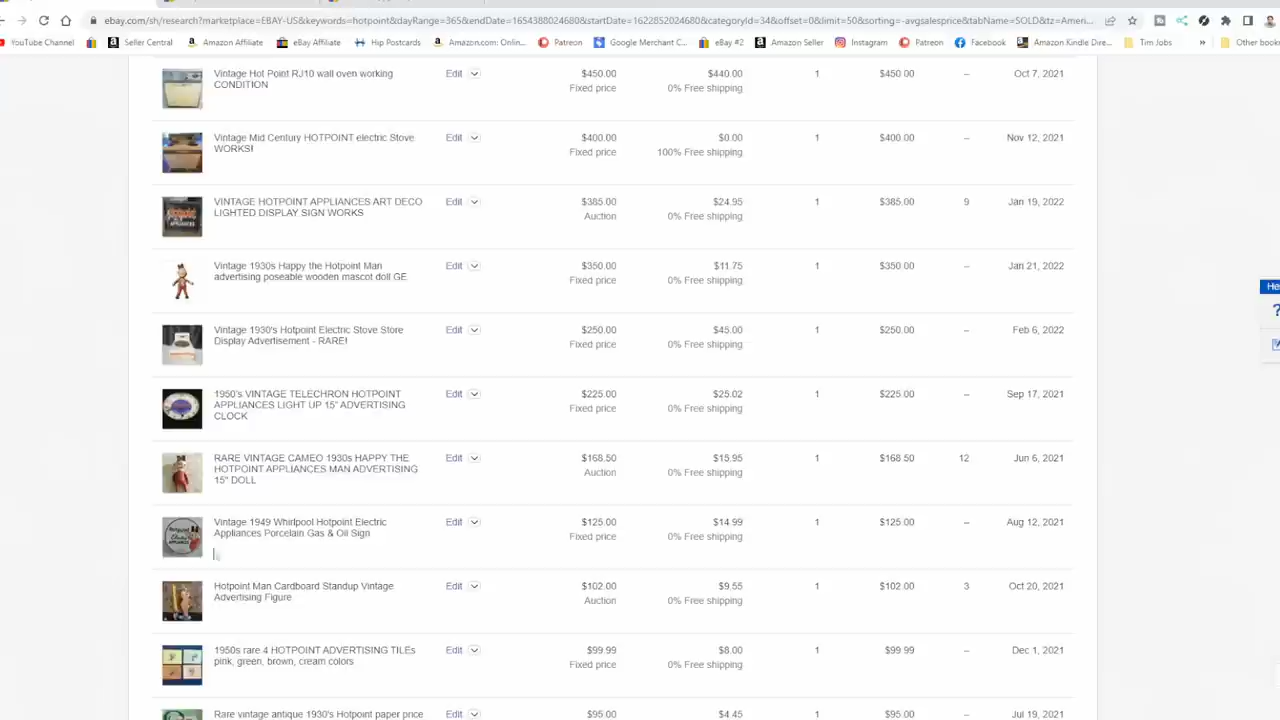 ebay.com/sh/research?marketplace=EBAY-US&keywords=hotpoint&dayRange=365&endDate=1654388024680&startDate=1622852024680&categoryId=34&offset=0&limit=50&sorting=-avgsalesprice&tabName=SOLD&tz=Ameri...
YouTube Channel Seller Central Amazon Affiliate eBay Affiliate Hip Postcards Amazon.com: Onlin... Patreon Google Merchant C... eBay #2 Amazon Seller Instagram Patreon Facebook Amazon Kindle Dire... Tim Jobs » Other book
Vintage Hot Point RJ10 wall oven working Edit $450.00 $440.00 1 $450.00 – Oct 7, 2021
CONDITION Fixed price 0% Free shipping
Vintage Mid Century HOTPOINT electric Stove Edit $400.00 $0.00 1 $400.00 – Nov 12, 2021
WORKS! Fixed price 100% Free shipping
VINTAGE HOTPOINT APPLIANCES ART DECO Edit $385.00 $24.95 1 $385.00 9 Jan 19, 2022
LIGHTED DISPLAY SIGN WORKS Auction 0% Free shipping
Vintage 1930s Happy the Hotpoint Man Edit $350.00 $11.75 1 $350.00 – Jan 21, 2022
advertising poseable wooden mascot doll GE Fixed price 0% Free shipping
Vintage 1930's Hotpoint Electric Stove Store Edit $250.00 $45.00 1 $250.00 – Feb 6, 2022
Display Advertisement - RARE! Fixed price 0% Free shipping
1950's VINTAGE TELECHRON HOTPOINT Edit $225.00 $25.02 1 $225.00 – Sep 17, 2021
APPLIANCES LIGHT UP 15" ADVERTISING Fixed price 0% Free shipping
CLOCK
RARE VINTAGE CAMEO 1930s HAPPY THE Edit $168.50 $15.95 1 $168.50 12 Jun 6, 2021
HOTPOINT APPLIANCES MAN ADVERTISING Auction 0% Free shipping
15" DOLL
Vintage 1949 Whirlpool Hotpoint Electric Edit $125.00 $14.99 1 $125.00 – Aug 12, 2021
Appliances Porcelain Gas & Oil Sign Fixed price 0% Free shipping
Hotpoint Man Cardboard Standup Vintage Edit $102.00 $9.55 1 $102.00 3 Oct 20, 2021
Advertising Figure Auction 0% Free shipping
1950s rare 4 HOTPOINT ADVERTISING TILEs Edit $99.99 $8.00 1 $99.99 – Dec 1, 2021
pink, green, brown, cream colors Fixed price 0% Free shipping
Rare vintage antique 1930's Hotpoint paper price Edit $95.00 $4.45 1 $95.00 – Jul 19, 2021